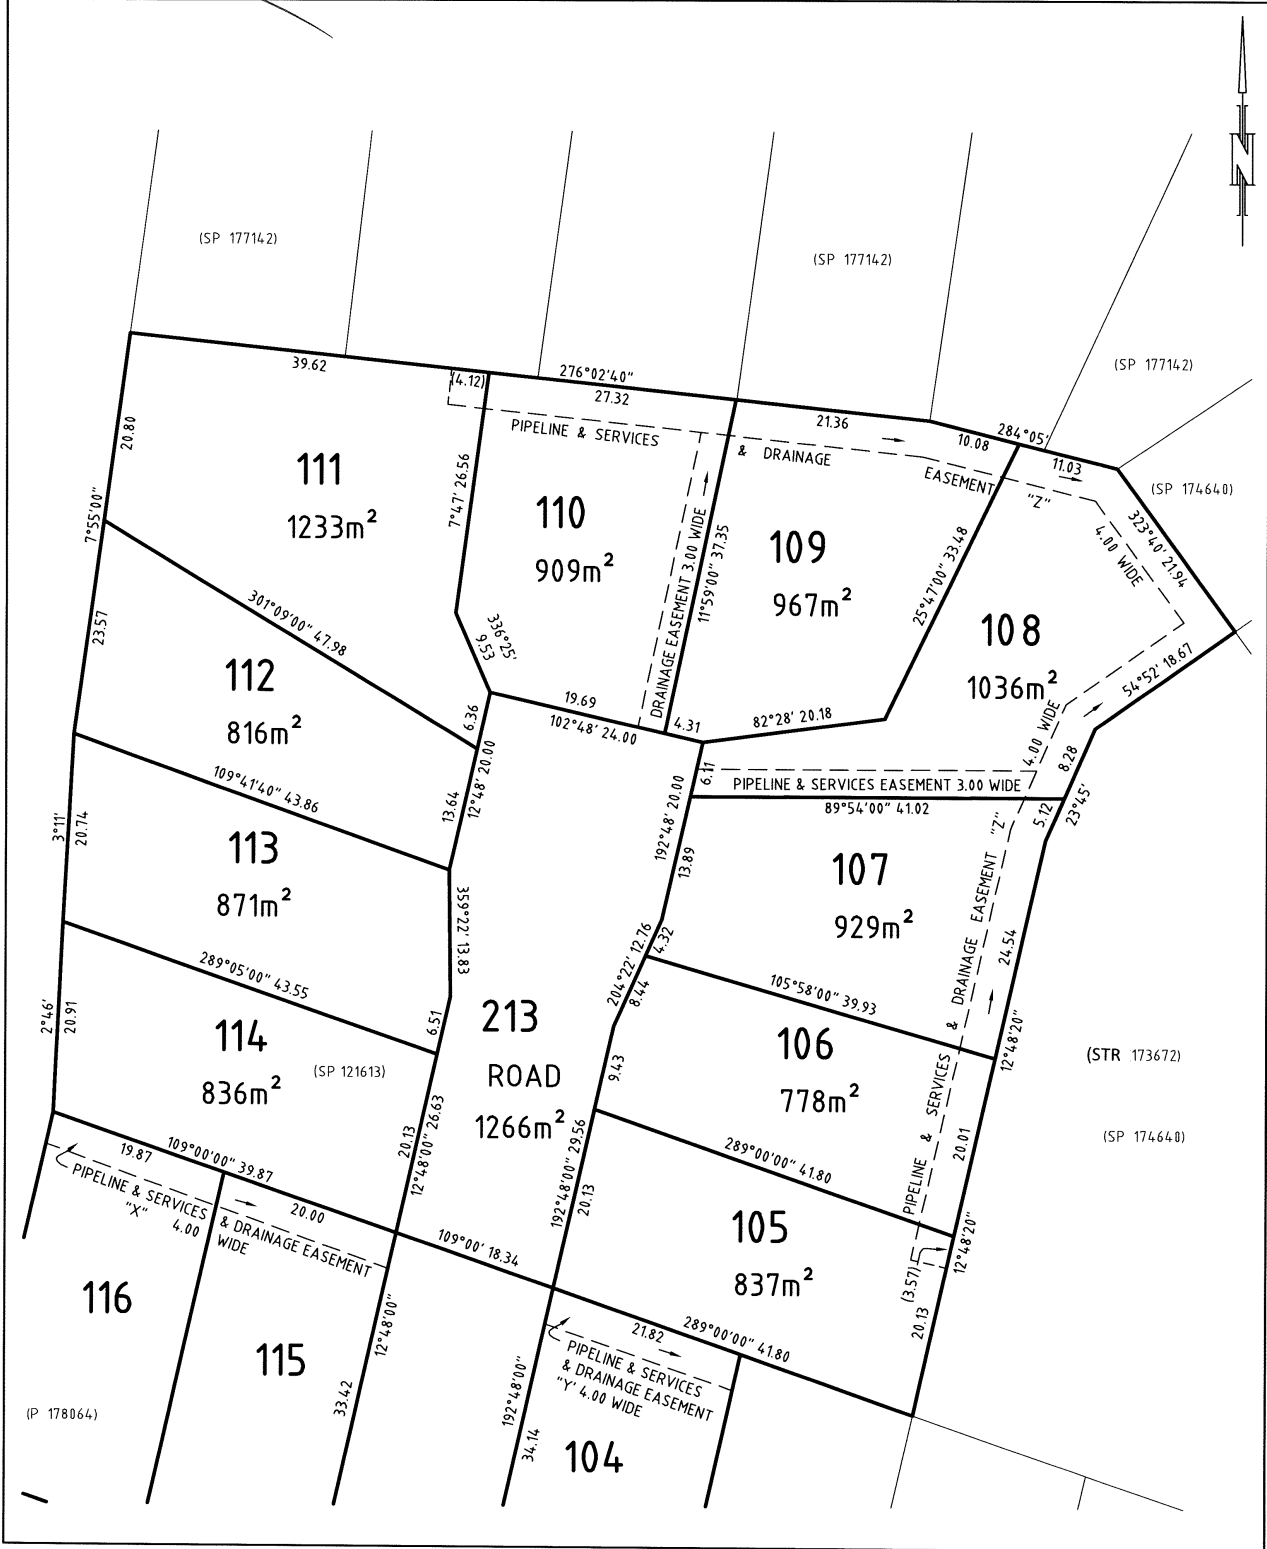 N
(SP 177142)
(SP 177142)
(SP 177142)
(SP 174640)
39.62
(4.12)
276°02'40"
27.32
21.36
10.08
284°05'
11.03
323°40' 21.94
PIPELINE & SERVICES
& DRAINAGE
EASEMENT
"Z"
4.00 WIDE
20.80
7°55'00"
111
1233m²
7°47' 26.56
110
909m²
DRAINAGE EASEMENT 3.00 WIDE
11°59'00" 37.35
109
967m²
25°47'00" 33.48
108
1036m²
54°52' 18.67
4.00 WIDE
8.28
23°45'
5.12
301°09'00" 47.98
336°25'
9.53
19.69
102°48' 24.00
4.31
82°28' 20.18
23.57
112
816m²
6.36
12°48' 20.00
13.64
6.11
PIPELINE & SERVICES EASEMENT 3.00 WIDE
89°54'00" 41.02
192°48' 20.00
13.89
109°41'40" 43.86
3°11'
20.74
113
871m²
359°22' 13.83
107
929m²
& DRAINAGE EASEMENT "Z"
24.54
204°22' 12.76
4.32
8.44
105°58'00" 39.93
289°05'00" 43.55
2°46'
20.91
114
836m²
(SP 121613)
6.51
213
ROAD
1266m²
9.43
106
778m²
PIPELINE & SERVICES
12°48'20"
20.01
(STR 173672)
(SP 174640)
20.13
12°48'00" 26.63
192°48'00" 29.56
20.13
289°00'00" 41.80
19.87
109°00'00" 39.87
20.00
PIPELINE & SERVICES
"X"
4.00
& DRAINAGE EASEMENT
WIDE
109°00' 18.34
105
837m²
(3.57)
12°48'20"
20.13
116
115
12°48'00"
33.42
21.82
289°00'00" 41.80
PIPELINE & SERVICES
& DRAINAGE EASEMENT
"Y' 4.00 WIDE
192°48'00"
34.14
104
(P 178064)